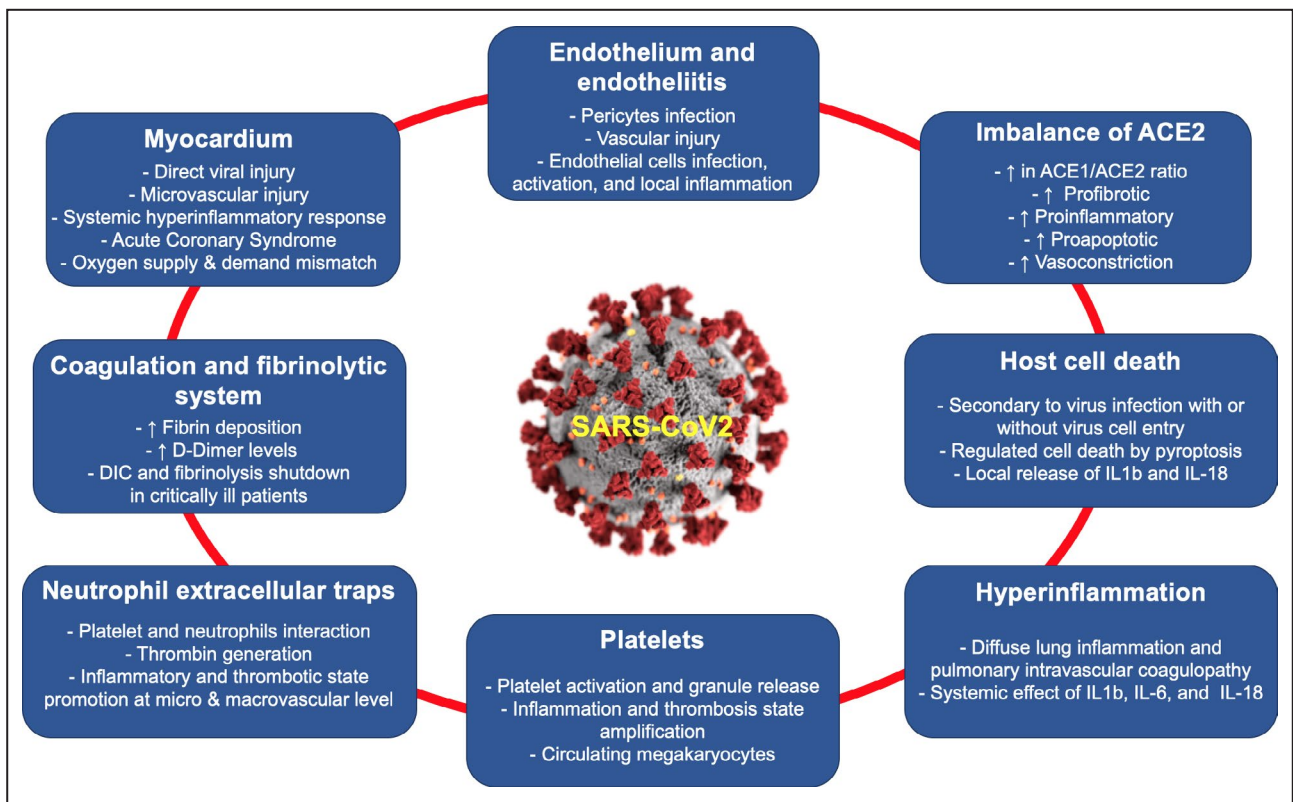 Endothelium and
endotheliitis
- Pericytes infection
- Vascular injury
- Endothelial cells infection,
activation, and local inflammation
Imbalance of ACE2
- ↑ in ACE1/ACE2 ratio
- ↑ Profibrotic
- ↑ Proinflammatory
- ↑ Proapoptotic
- ↑ Vasoconstriction
Host cell death
- Secondary to virus infection with or
without virus cell entry
- Regulated cell death by pyroptosis
- Local release of IL1b and IL-18
Hyperinflammation
- Diffuse lung inflammation and
pulmonary intravascular coagulopathy
- Systemic effect of IL1b, IL-6, and IL-18
Platelets
- Platelet activation and granule release
- Inflammation and thrombosis state
amplification
- Circulating megakaryocytes
Neutrophil extracellular traps
- Platelet and neutrophils interaction
- Thrombin generation
- Inflammatory and thrombotic state
promotion at micro & macrovascular level
Coagulation and fibrinolytic
system
- ↑ Fibrin deposition
- ↑ D-Dimer levels
- DIC and fibrinolysis shutdown
in critically ill patients
Myocardium
- Direct viral injury
- Microvascular injury
- Systemic hyperinflammatory response
- Acute Coronary Syndrome
- Oxygen supply & demand mismatch
SARS-CoV2